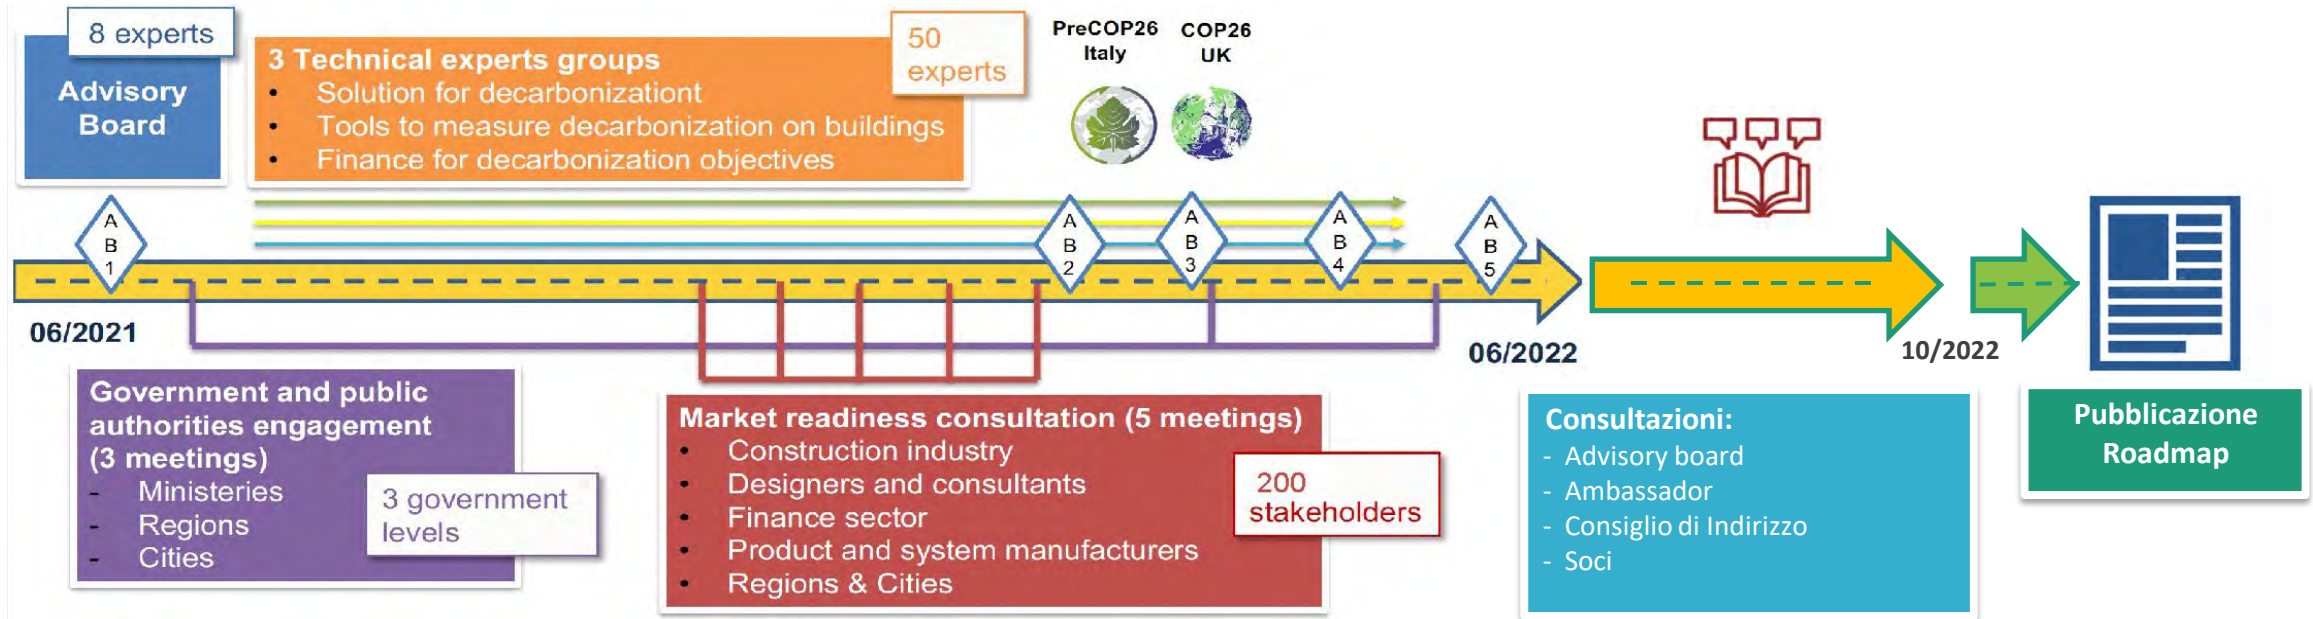 8 experts
Advisory
Board
3 Technical experts groups
• Solution for decarbonizationt
• Tools to measure decarbonization on buildings
• Finance for decarbonization objectives
50
experts
PreCOP26
Italy
COP26
UK
A
B
1
A
B
2
A
B
3
A
B
4
A
B
5
06/2021
06/2022
10/2022
Government and public
authorities engagement
(3 meetings)
- Ministeries
- Regions
- Cities
3 government
levels
Market readiness consultation (5 meetings)
• Construction industry
• Designers and consultants
• Finance sector
• Product and system manufacturers
• Regions & Cities
200
stakeholders
Consultazioni:
- Advisory board
- Ambassador
- Consiglio di Indirizzo
- Soci
Pubblicazione
Roadmap